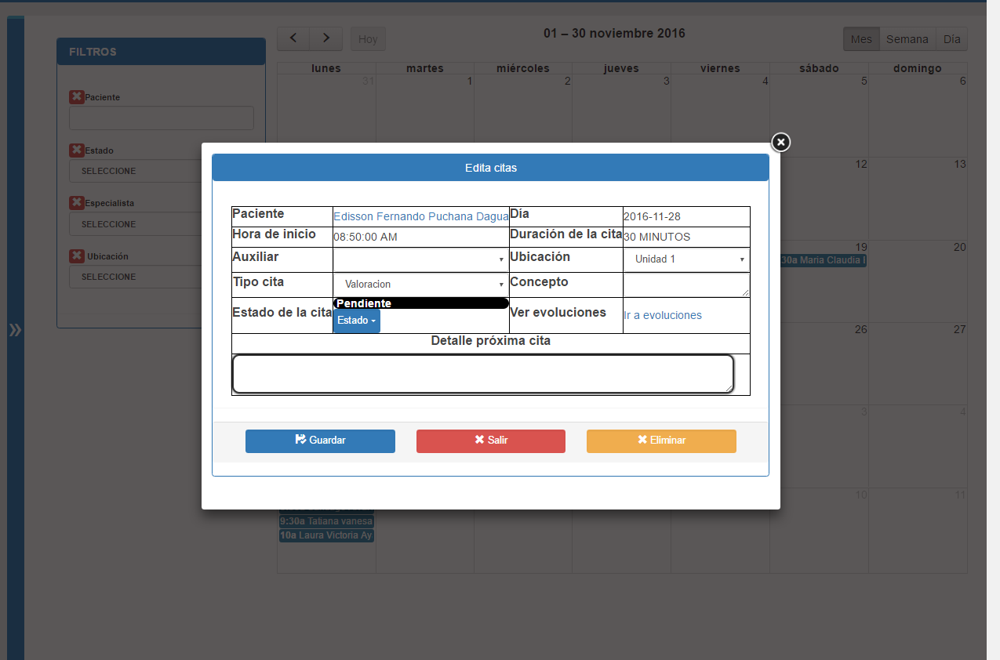 01 – 30 noviembre 2016
Hoy
Mes Semana Día
FILTROS
Paciente
Estado
SELECCIONE
Especialista
SELECCIONE
Ubicación
SELECCIONE
lunes martes miércoles jueves viernes sábado domingo
31 1 2 3 4 5 6
12 13
19 20
30a Maria Claudia
26 27
3 4
10 11
9:30a Tatiana vanesa
10a Laura Victoria Ay
Edita citas
Paciente Edisson Fernando Puchana Dagua Día 2016-11-28
Hora de inicio 08:50:00 AM Duración de la cita 30 MINUTOS
Auxiliar Ubicación Unidad 1
Tipo cita Valoracion Concepto
Pendiente
Estado de la cita Estado Ver evoluciones Ir a evoluciones
Detalle próxima cita
Guardar Salir Eliminar